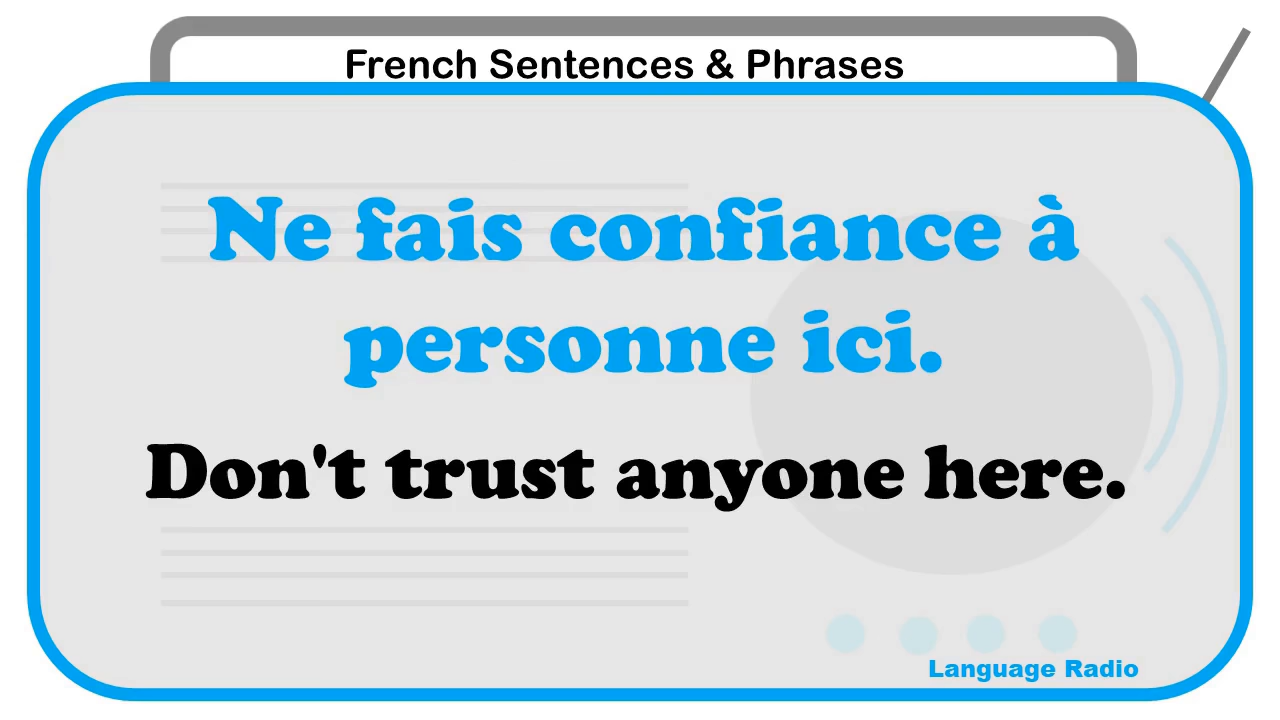 French Sentences & Phrases
Ne fais confiance à
personne ici.
Don't trust anyone here.
Language Radio